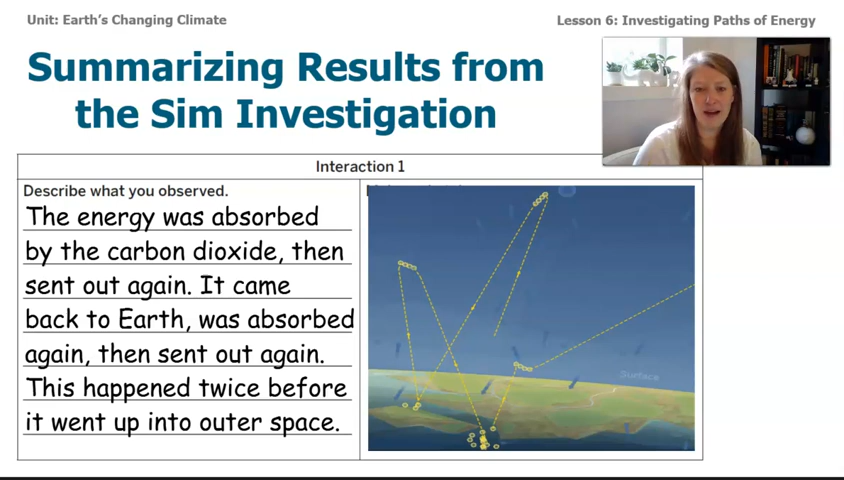 Unit: Earth's Changing Climate
Lesson 6: Investigating Paths of Energy
Summarizing Results from
the Sim Investigation
Interaction 1
Describe what you observed.
The energy was absorbed
by the carbon dioxide, then
sent out again. It came
back to Earth, was absorbed
again, then sent out again.
This happened twice before
it went up into outer space.
Surface